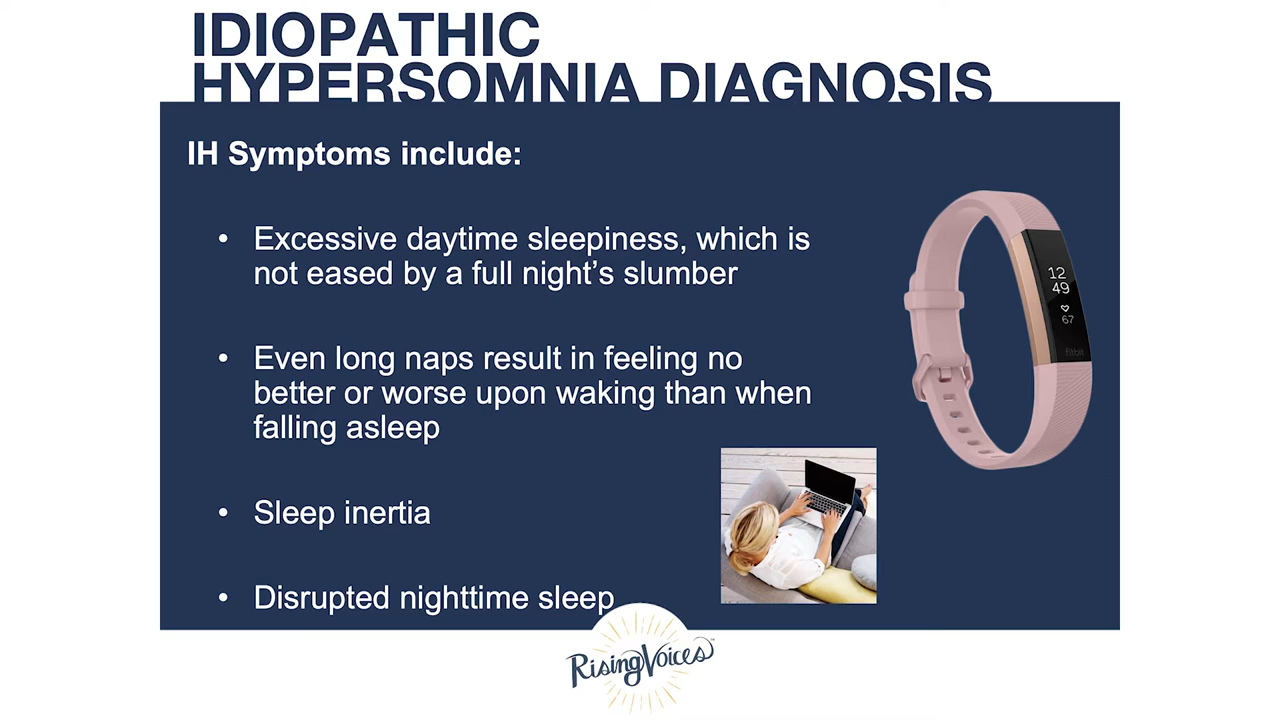 IDIOPATHIC
HYPERSOMNIA DIAGNOSIS
IH Symptoms include:
• Excessive daytime sleepiness, which is
not eased by a full night’s slumber
• Even long naps result in feeling no
better or worse upon waking than when
falling asleep
• Sleep inertia
• Disrupted nighttime sleep
12
49
67
fitbit
RisingVoices™